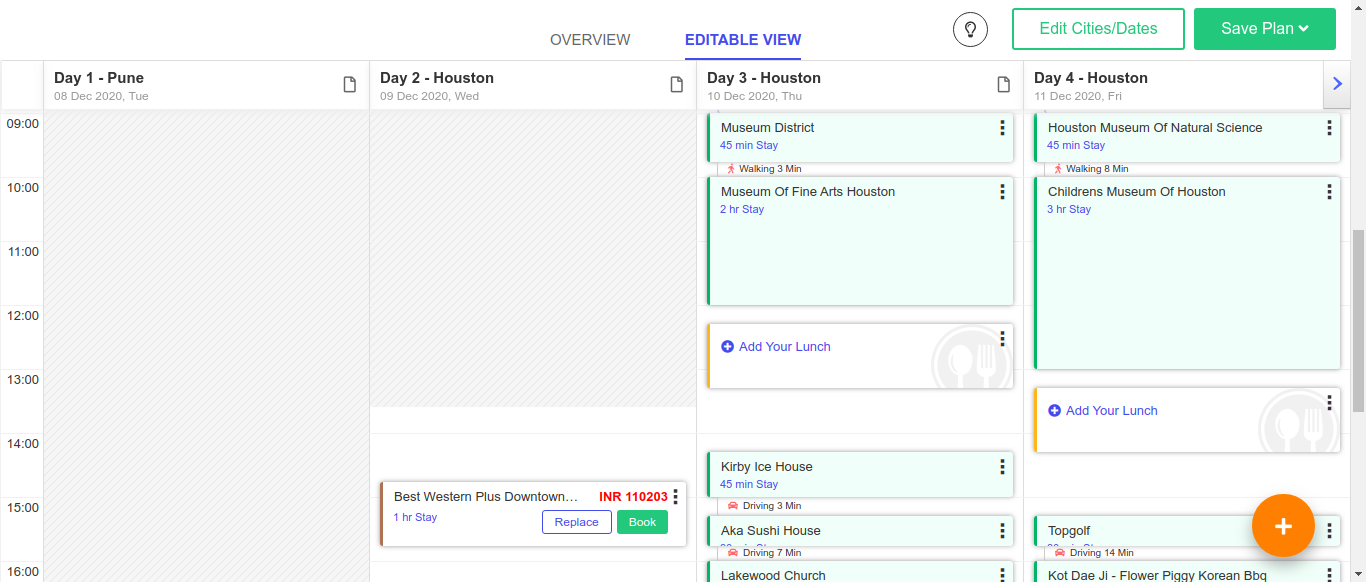 OVERVIEW
EDITABLE VIEW
Edit Cities/Dates
Save Plan
Day 1 - Pune
08 Dec 2020, Tue
Day 2 - Houston
09 Dec 2020, Wed
Day 3 - Houston
10 Dec 2020, Thu
Day 4 - Houston
11 Dec 2020, Fri
09:00
10:00
11:00
12:00
13:00
14:00
15:00
16:00
Best Western Plus Downtown…
INR 110203
1 hr Stay
Replace
Book
Museum District
45 min Stay
Walking 3 Min
Museum Of Fine Arts Houston
2 hr Stay
Add Your Lunch
Kirby Ice House
45 min Stay
Driving 3 Min
Aka Sushi House
Driving 7 Min
Lakewood Church
Houston Museum Of Natural Science
45 min Stay
Walking 8 Min
Childrens Museum Of Houston
3 hr Stay
Add Your Lunch
Topgolf
Driving 14 Min
Kot Dae Ji - Flower Piggy Korean Bbq